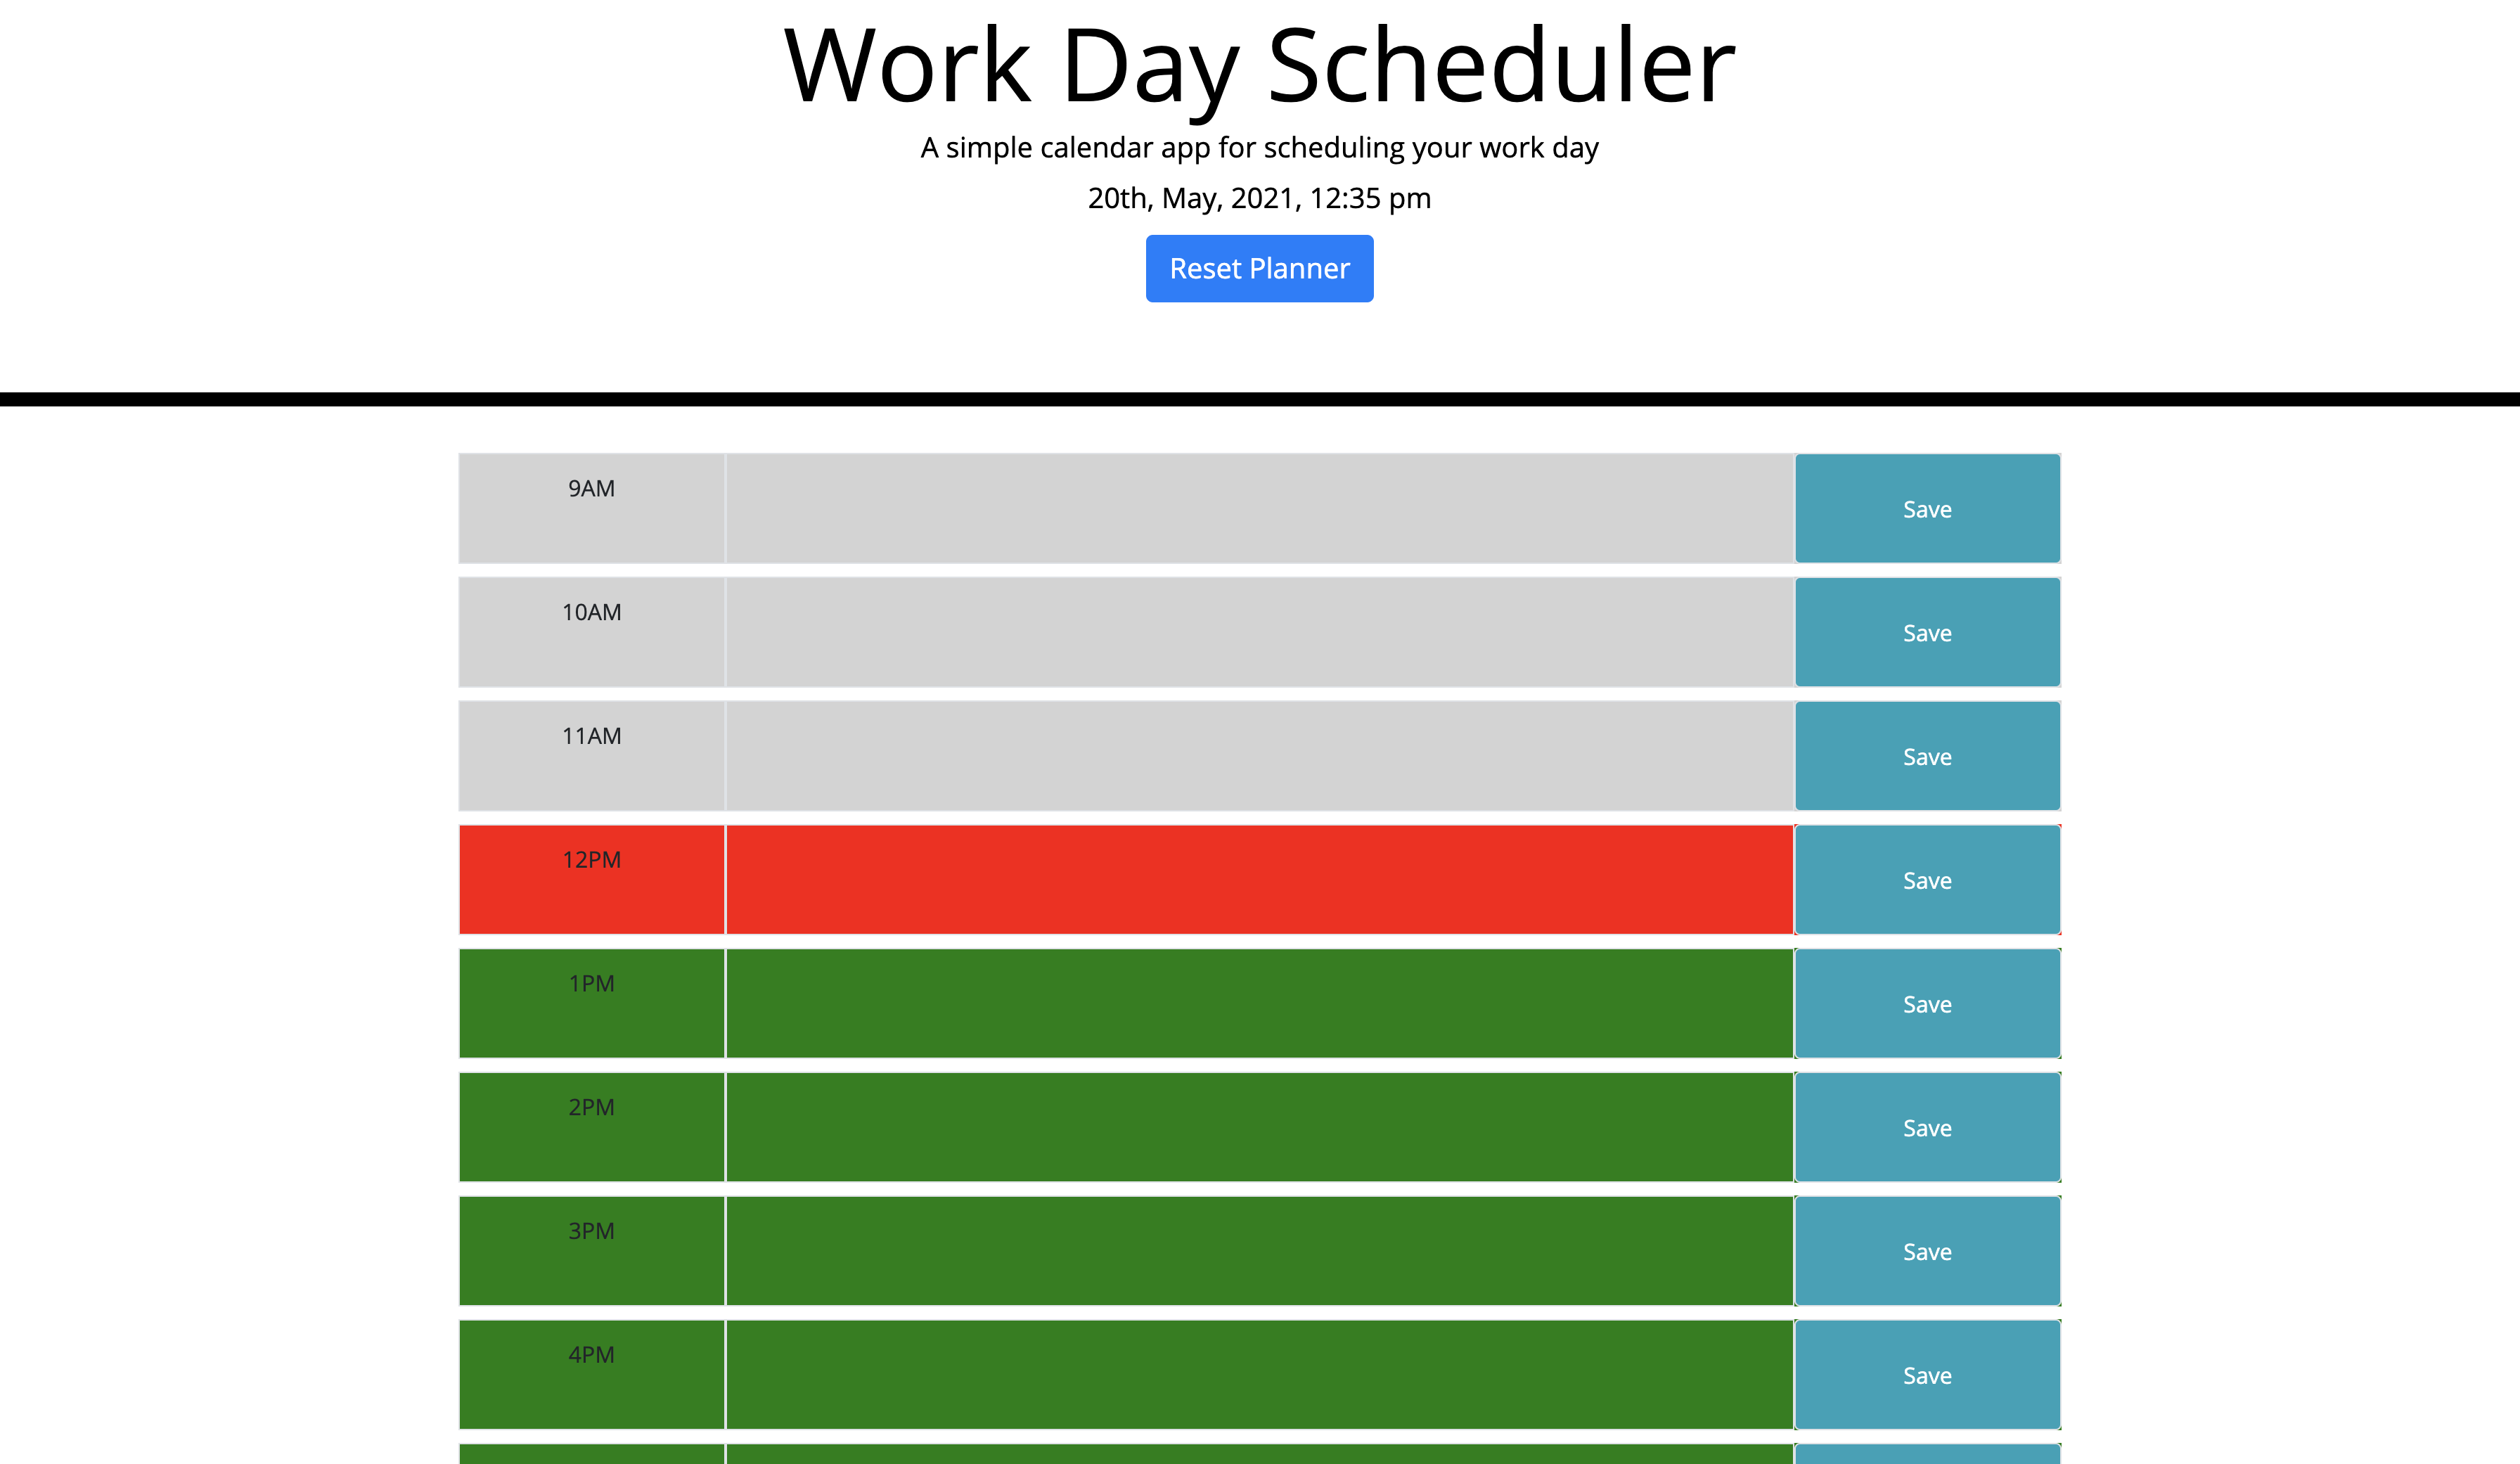 Work Day Scheduler
A simple calendar app for scheduling your work day
20th, May, 2021, 12:35 pm
Reset Planner
9AM Save
10AM Save
11AM Save
12PM Save
1PM Save
2PM Save
3PM Save
4PM Save